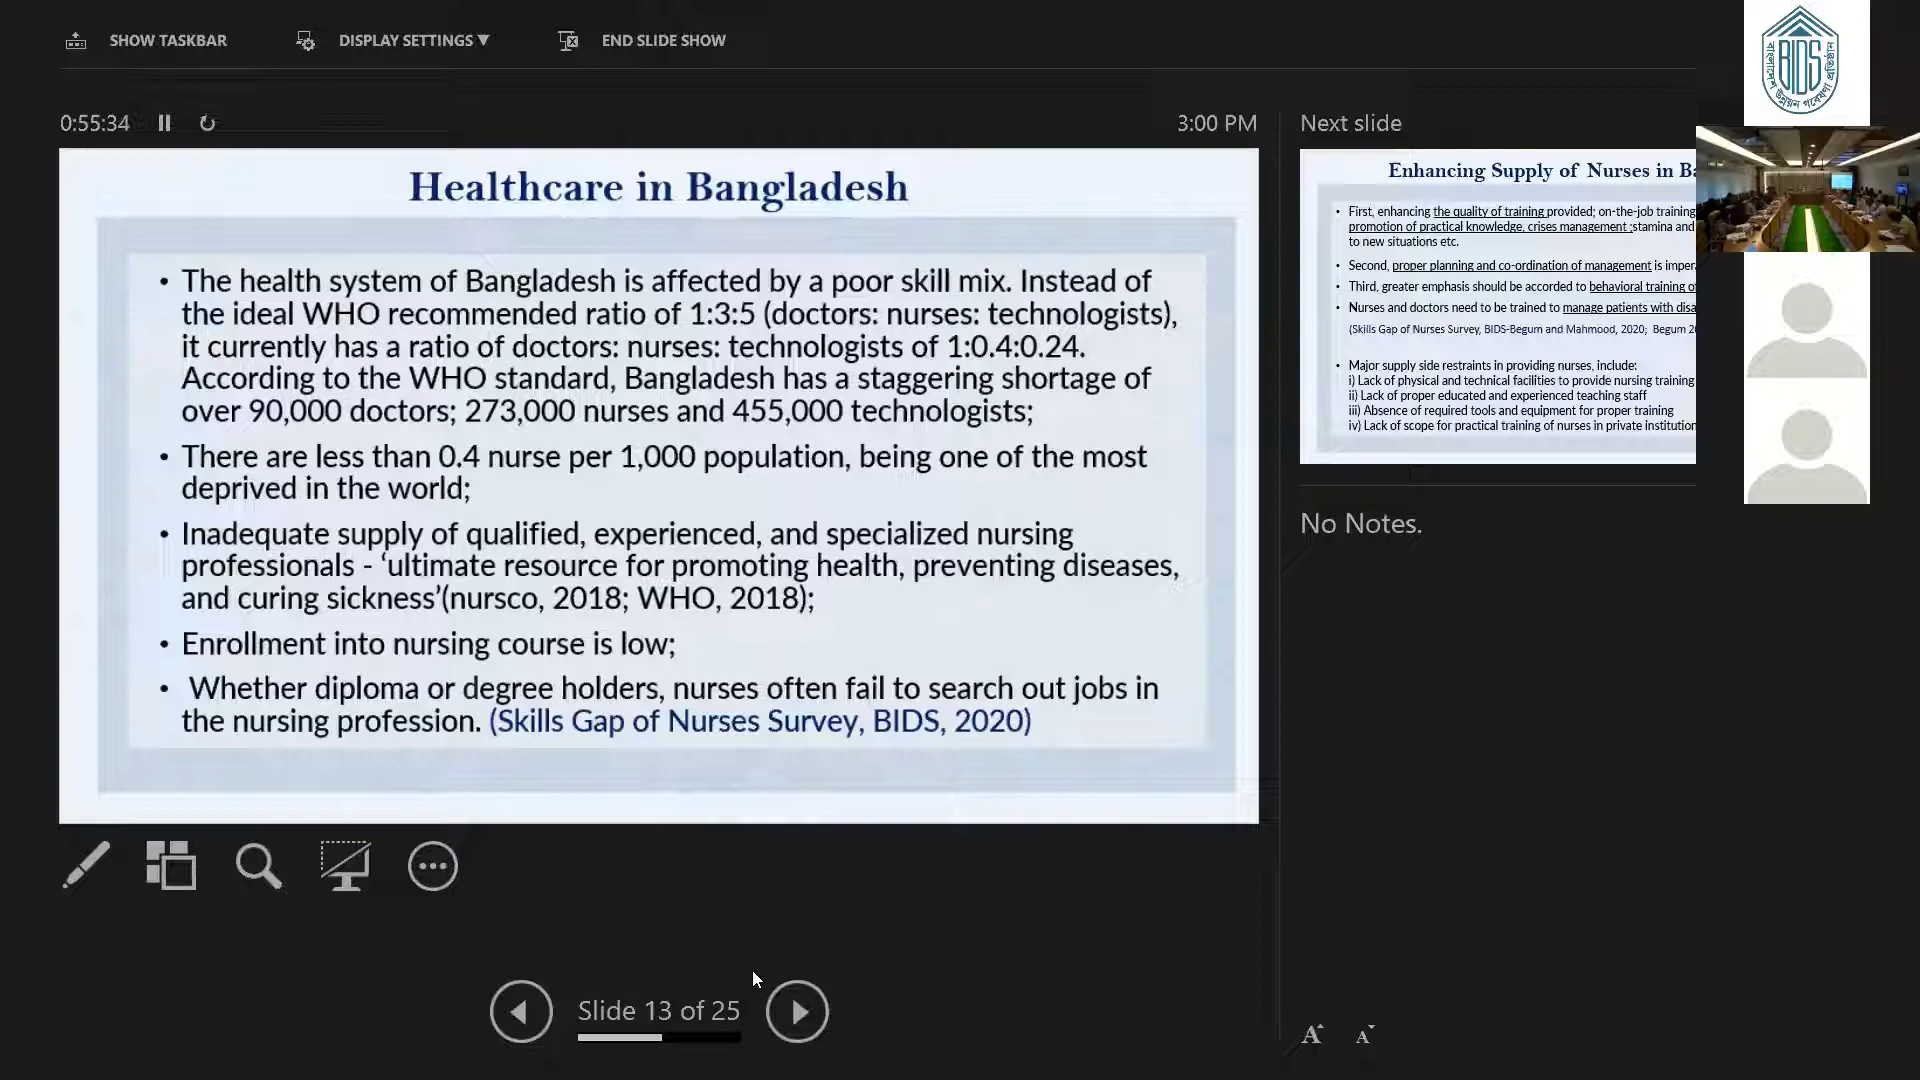 SHOW TASKBAR
DISPLAY SETTINGS ▼
END SLIDE SHOW
0:55:34
3:00 PM
Healthcare in Bangladesh
• The health system of Bangladesh is affected by a poor skill mix. Instead of
the ideal WHO recommended ratio of 1:3:5 (doctors: nurses: technologists),
it currently has a ratio of doctors: nurses: technologists of 1:0.4:0.24.
According to the WHO standard, Bangladesh has a staggering shortage of
over 90,000 doctors; 273,000 nurses and 455,000 technologists;
• There are less than 0.4 nurse per 1,000 population, being one of the most
deprived in the world;
• Inadequate supply of qualified, experienced, and specialized nursing
professionals - ‘ultimate resource for promoting health, preventing diseases,
and curing sickness’(nursco, 2018; WHO, 2018);
• Enrollment into nursing course is low;
• Whether diploma or degree holders, nurses often fail to search out jobs in
the nursing profession. (Skills Gap of Nurses Survey, BIDS, 2020)
Slide 13 of 25
Next slide
Enhancing Supply of Nurses in
• First, enhancing the quality of training provided; on-the-job training
promotion of practical knowledge, crises management ;stamina and
to new situations etc.
• Second, proper planning and co-ordination of management is
• Third, greater emphasis should be accorded to behavioral training
• Nurses and doctors need to be trained to manage patients with
(Skills Gap of Nurses Survey, BIDS-Begum and Mahmood, 2020; Begum
• Major supply side restraints in providing nurses, include:
i) Lack of physical and technical facilities to provide nursing training
ii) Lack of proper educated and experienced teaching staff
iii) Absence of required tools and equipment for proper training
iv) Lack of scope for practical training of nurses in private
No Notes.
A A
BIDS
বাংলাদেশ উন্নয়ন গবেষণা প্রতিষ্ঠান